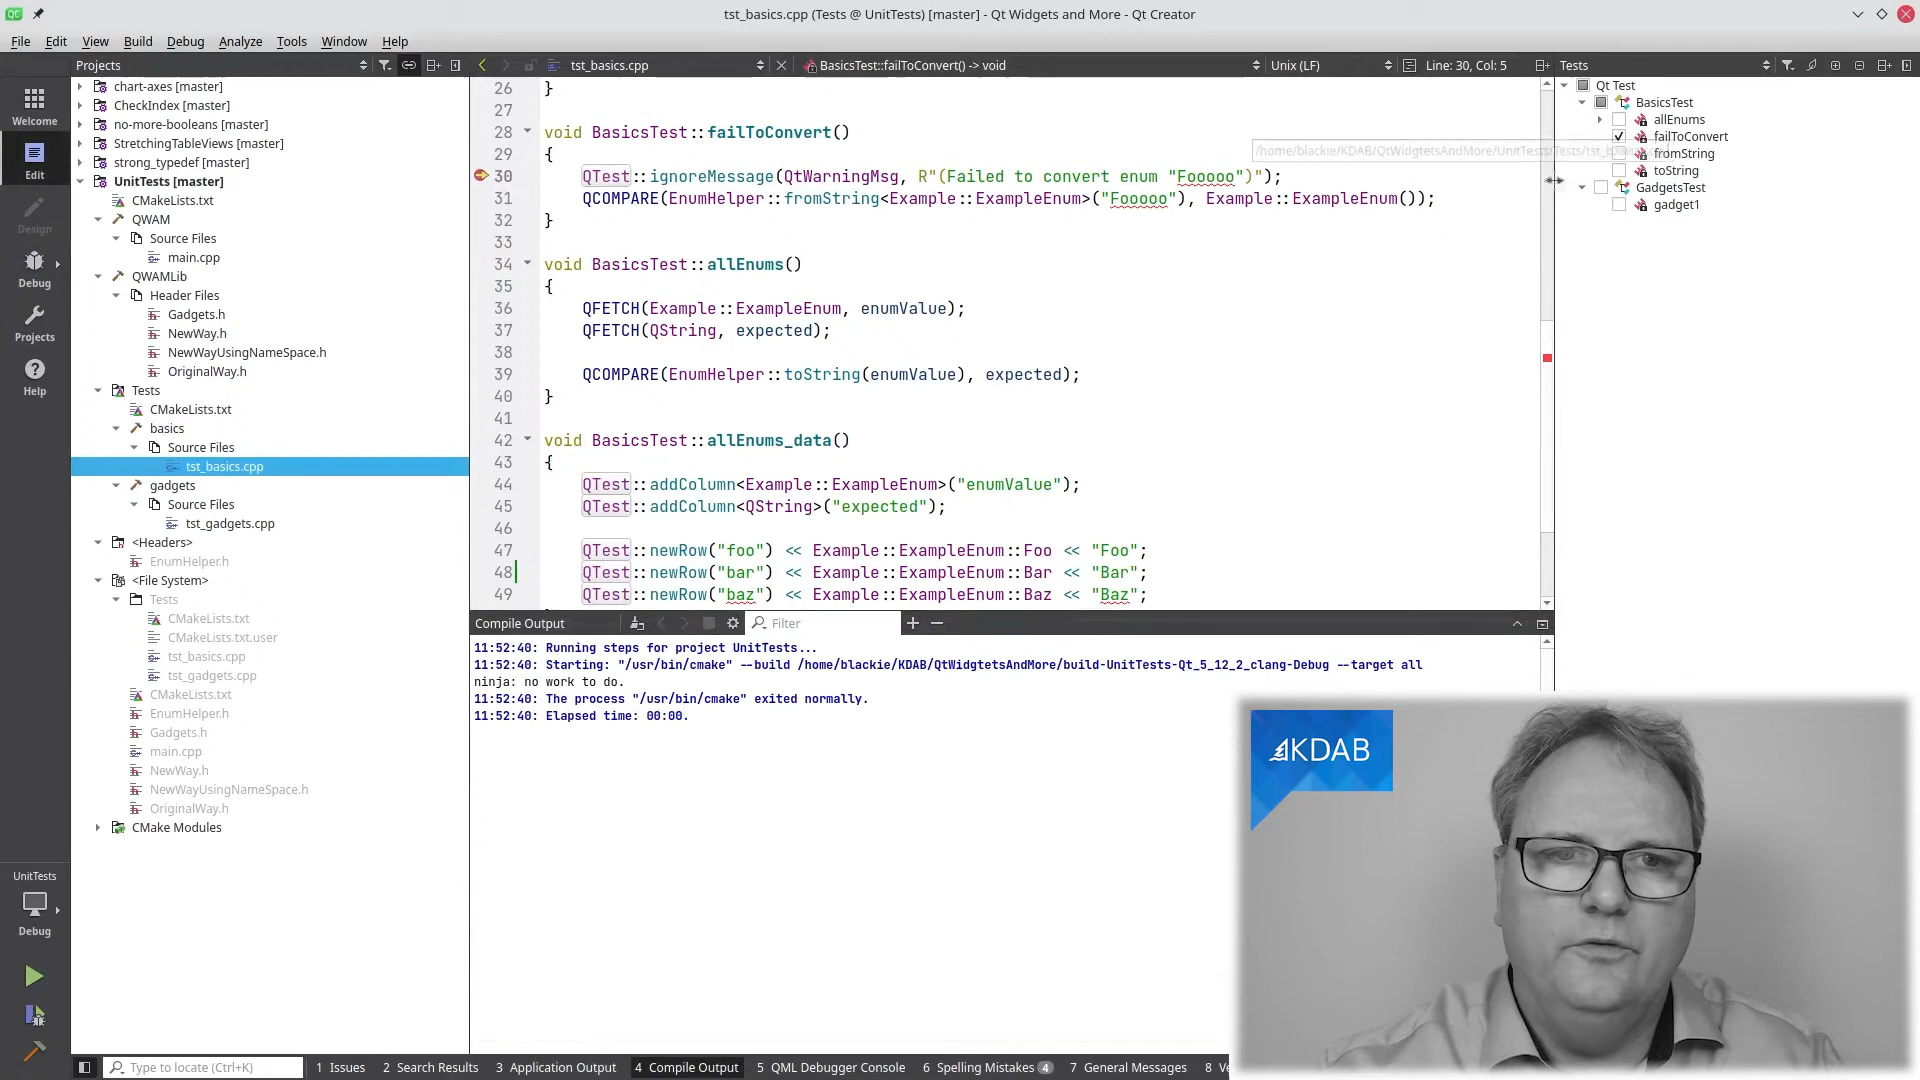 tst_basics.cpp (Tests @ UnitTests) [master] - Qt Widgets and More - Qt Creator
File Edit View Build Debug Analyze Tools Window Help
Projects
tst_basics.cpp
BasicsTest::failToConvert() -> void
Unix (LF)
Line: 30, Col: 5
Tests
Welcome
Edit
Design
Debug
Projects
Help
UnitTests
Debug
chart-axes [master]
CheckIndex [master]
no-more-booleans [master]
StretchingTableViews [master]
strong_typedef [master]
UnitTests [master]
CMakeLists.txt
QWAM
Source Files
main.cpp
QWAMLib
Header Files
Gadgets.h
NewWay.h
NewWayUsingNameSpace.h
OriginalWay.h
Tests
CMakeLists.txt
basics
Source Files
tst_basics.cpp
gadgets
Source Files
tst_gadgets.cpp
<Headers>
EnumHelper.h
<File System>
Tests
CMakeLists.txt
CMakeLists.txt.user
tst_basics.cpp
tst_gadgets.cpp
CMakeLists.txt
EnumHelper.h
Gadgets.h
main.cpp
NewWay.h
NewWayUsingNameSpace.h
OriginalWay.h
CMake Modules
26 }
27
28 void BasicsTest::failToConvert()
29 {
30 QTest::ignoreMessage(QtWarningMsg, R"(Failed to convert enum "Fooooo")");
31 QCOMPARE(EnumHelper::fromString<Example::ExampleEnum>("Fooooo"), Example::ExampleEnum());
32 }
33
34 void BasicsTest::allEnums()
35 {
36 QFETCH(Example::ExampleEnum, enumValue);
37 QFETCH(QString, expected);
38
39 QCOMPARE(EnumHelper::toString(enumValue), expected);
40 }
41
42 void BasicsTest::allEnums_data()
43 {
44 QTest::addColumn<Example::ExampleEnum>("enumValue");
45 QTest::addColumn<QString>("expected");
46
47 QTest::newRow("foo") << Example::ExampleEnum::Foo << "Foo";
48 QTest::newRow("bar") << Example::ExampleEnum::Bar << "Bar";
49 QTest::newRow("baz") << Example::ExampleEnum::Baz << "Baz";
Qt Test
BasicsTest
allEnums
failToConvert
fromString
toString
GadgetsTest
gadget1
Compile Output
Filter
11:52:40: Running steps for project UnitTests...
11:52:40: Starting: "/usr/bin/cmake" --build /home/blackie/KDAB/QtWidgtetsAndMore/build-UnitTests-Qt_5_12_2_clang-Debug --target all
ninja: no work to do.
11:52:40: The process "/usr/bin/cmake" exited normally.
11:52:40: Elapsed time: 00:00.
KDAB
Type to locate (Ctrl+K)
1 Issues 2 Search Results 3 Application Output 4 Compile Output 5 QML Debugger Console 6 Spelling Mistakes 4 7 General Messages 8